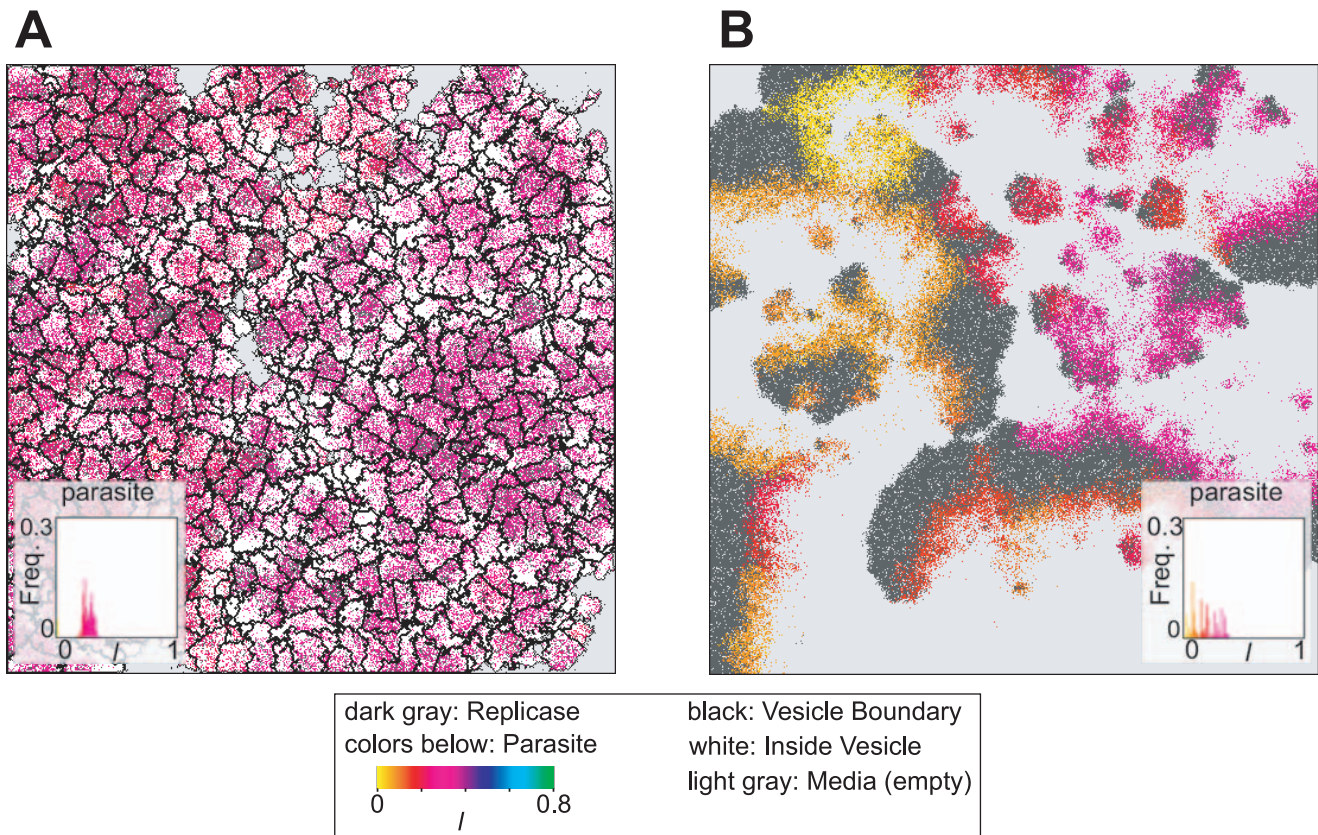 A
B
parasite
0.3
Freq.
0
0
l
1
parasite
0.3
Freq.
0
0
l
1
dark gray: Replicase
colors below: Parasite
0
0.8
l
black: Vesicle Boundary
white: Inside Vesicle
light gray: Media (empty)